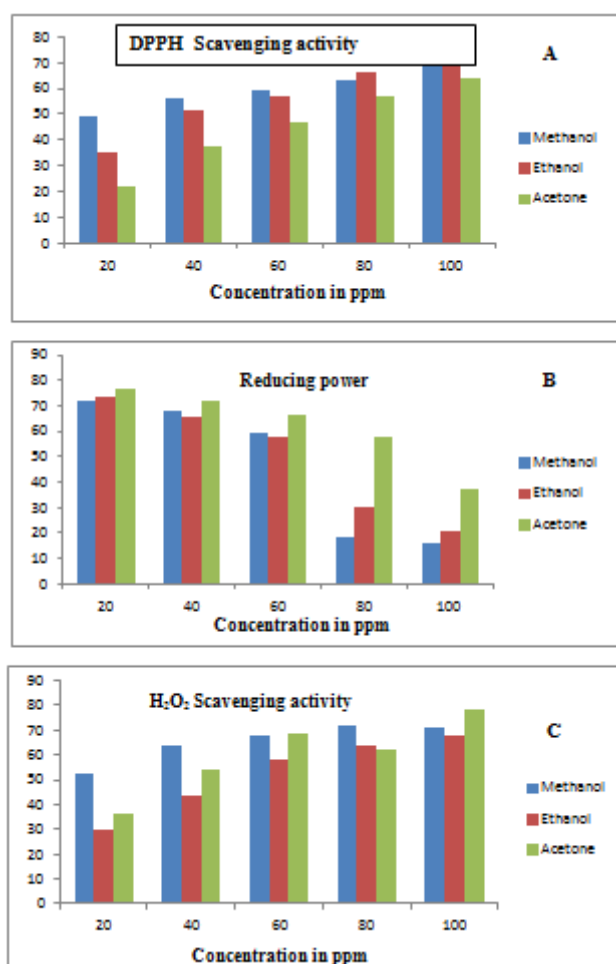 DPPH Scavenging activity
A
80
70
60
50
40
30
20
10
0
Methanol
Ethanol
Acetone
20 40 60 80 100
Concentration in ppm
Reducing power
B
90
80
70
60
50
40
30
20
10
0
Methanol
Ethanol
Acetone
20 40 60 80 100
Concentration in ppm
H₂O₂ Scavenging activity
C
90
80
70
60
50
40
30
20
10
0
Methanol
Ethanol
Acetone
20 40 60 80 100
Concentration in ppm